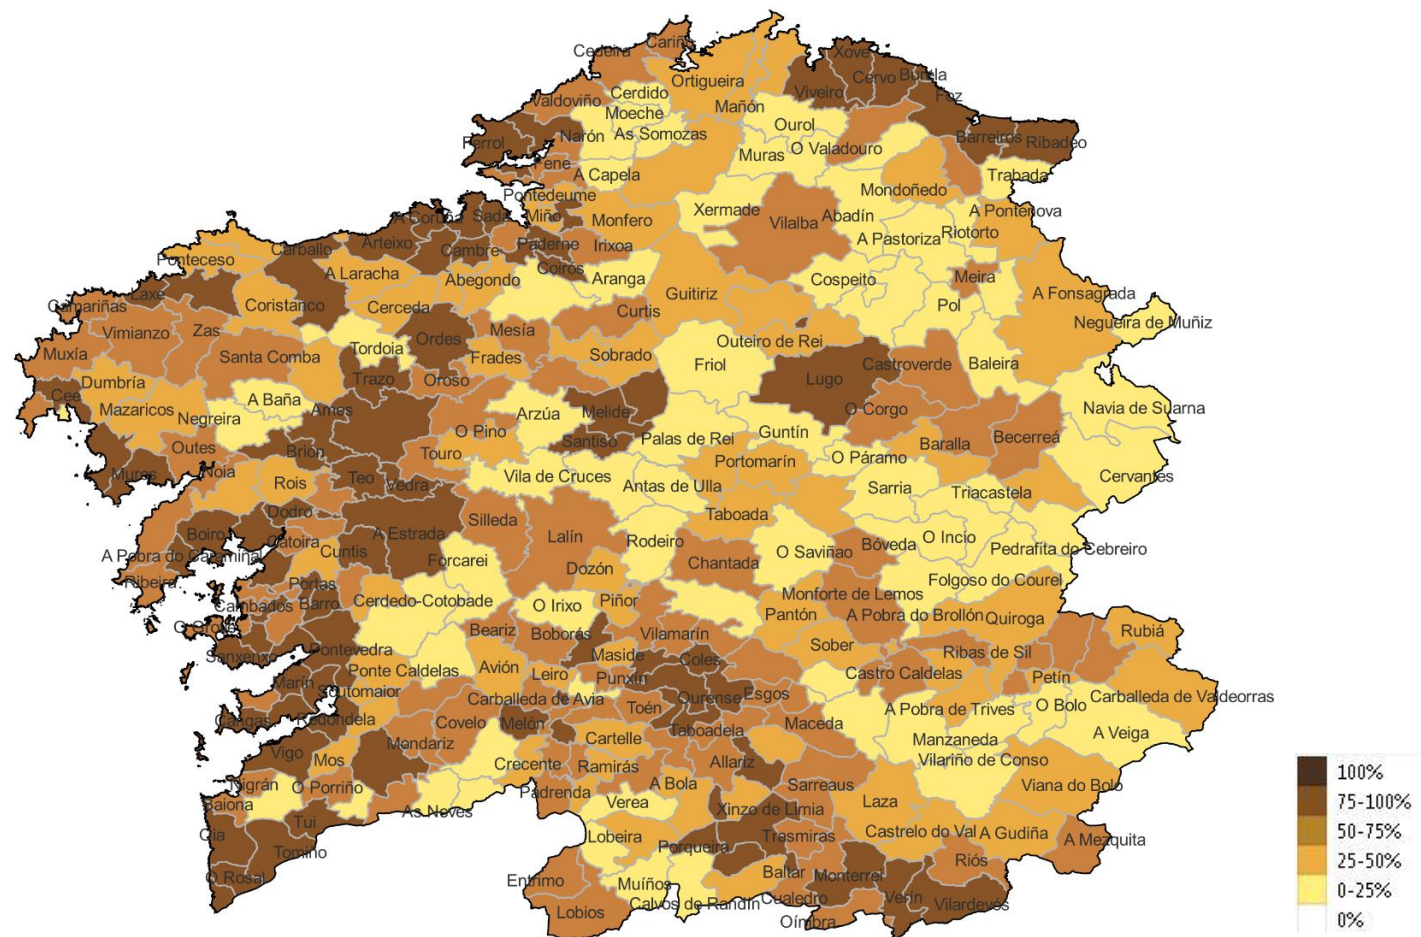 Cariño
Cedeira
Xove
Ortigueira
Cervo
Burela
Cerdido
Viveiro
Foz
Valdoviño
Mañón
Moeche
Ourol
As Somozas
Narón
Barreiros
Ribadeo
Ferrol
O Valadouro
Muras
Fene
A Capela
Trabada
Mondoñedo
Pontedeume
Xermade
A Pontenova
A Coruña
Sada
Miño
Monfero
Vilalba
Abadín
Riotorto
A Pastoriza
Arteixo
Paderne
Irixoa
Carballo
Cambre
Ponteceso
Coirós
A Laracha
Abegondo
Aranga
Cospeito
Meira
Laxe
Guitiriz
A Fonsagrada
Camariñas
Coristanco
Cerceda
Pol
Curtis
Negueira de Muñiz
Vimianzo
Zas
Mesía
Ordes
Outeiro de Rei
Tordoia
Muxía
Santa Comba
Frades
Sobrado
Friol
Castroverde
Baleira
Dumbría
Trazo
Oroso
Lugo
Cee
A Baña
Mazaricos
Ames
Arzúa
Melide
O Corgo
Navia de Suarna
Negreira
O Pino
Guntín
Becerreá
Santiso
Palas de Rei
Baralla
Outes
Brión
Touro
O Páramo
Portomarín
Muros
Noia
Teo
Vila de Cruces
Cervantes
Rois
Vedra
Antas de Ulla
Sarria
Triacastela
Dodro
Silleda
Taboada
Boiro
A Estrada
Lalín
O Incio
Catoira
Rodeiro
Bóveda
A Pobra do Caramiñal
Cuntis
O Saviñao
Pedrafita do Cebreiro
Forcarei
Chantada
Ribeira
Portas
Dozón
Folgoso do Courel
Cambados
Barro
Cerdedo-Cotobade
O Irixo
Piñor
Monforte de Lemos
O Grove
Pantón
A Pobra do Brollón
Quiroga
Beariz
Boborás
Vilamarín
Rubiá
Sanxenxo
Pontevedra
Maside
Sober
Ribas de Sil
Ponte Caldelas
Avión
Coles
Marín
Leiro
Punxín
Castro Caldelas
Petín
Soutomaior
Carballeda de Avia
Ourense
Esgos
Carballeda de Valdeorras
Cangas
Redondela
Toén
A Pobra de Trives
O Bolo
Covelo
Melón
Maceda
Taboadela
A Veiga
Mondariz
Cartelle
Manzaneda
Vigo
Mos
Crecente
Ramirás
Allariz
Vilariño de Conso
Nigrán
O Porriño
Padrenda
A Bola
Sarreaus
Viana do Bolo
Baiona
Verea
Laza
As Neves
Xinzo de Limia
Tui
Oia
Lobeira
Trasmiras
Castrelo do Val
A Gudiña
A Mezquita
Tomiño
Porqueira
Ríos
O Rosal
Entrimo
Muíños
Baltar
Monterrei
Calvos de Randín
Cualedro
Verín
Vilardevós
Lobios
Oímbra
100%
75-100%
50-75%
25-50%
0-25%
0%